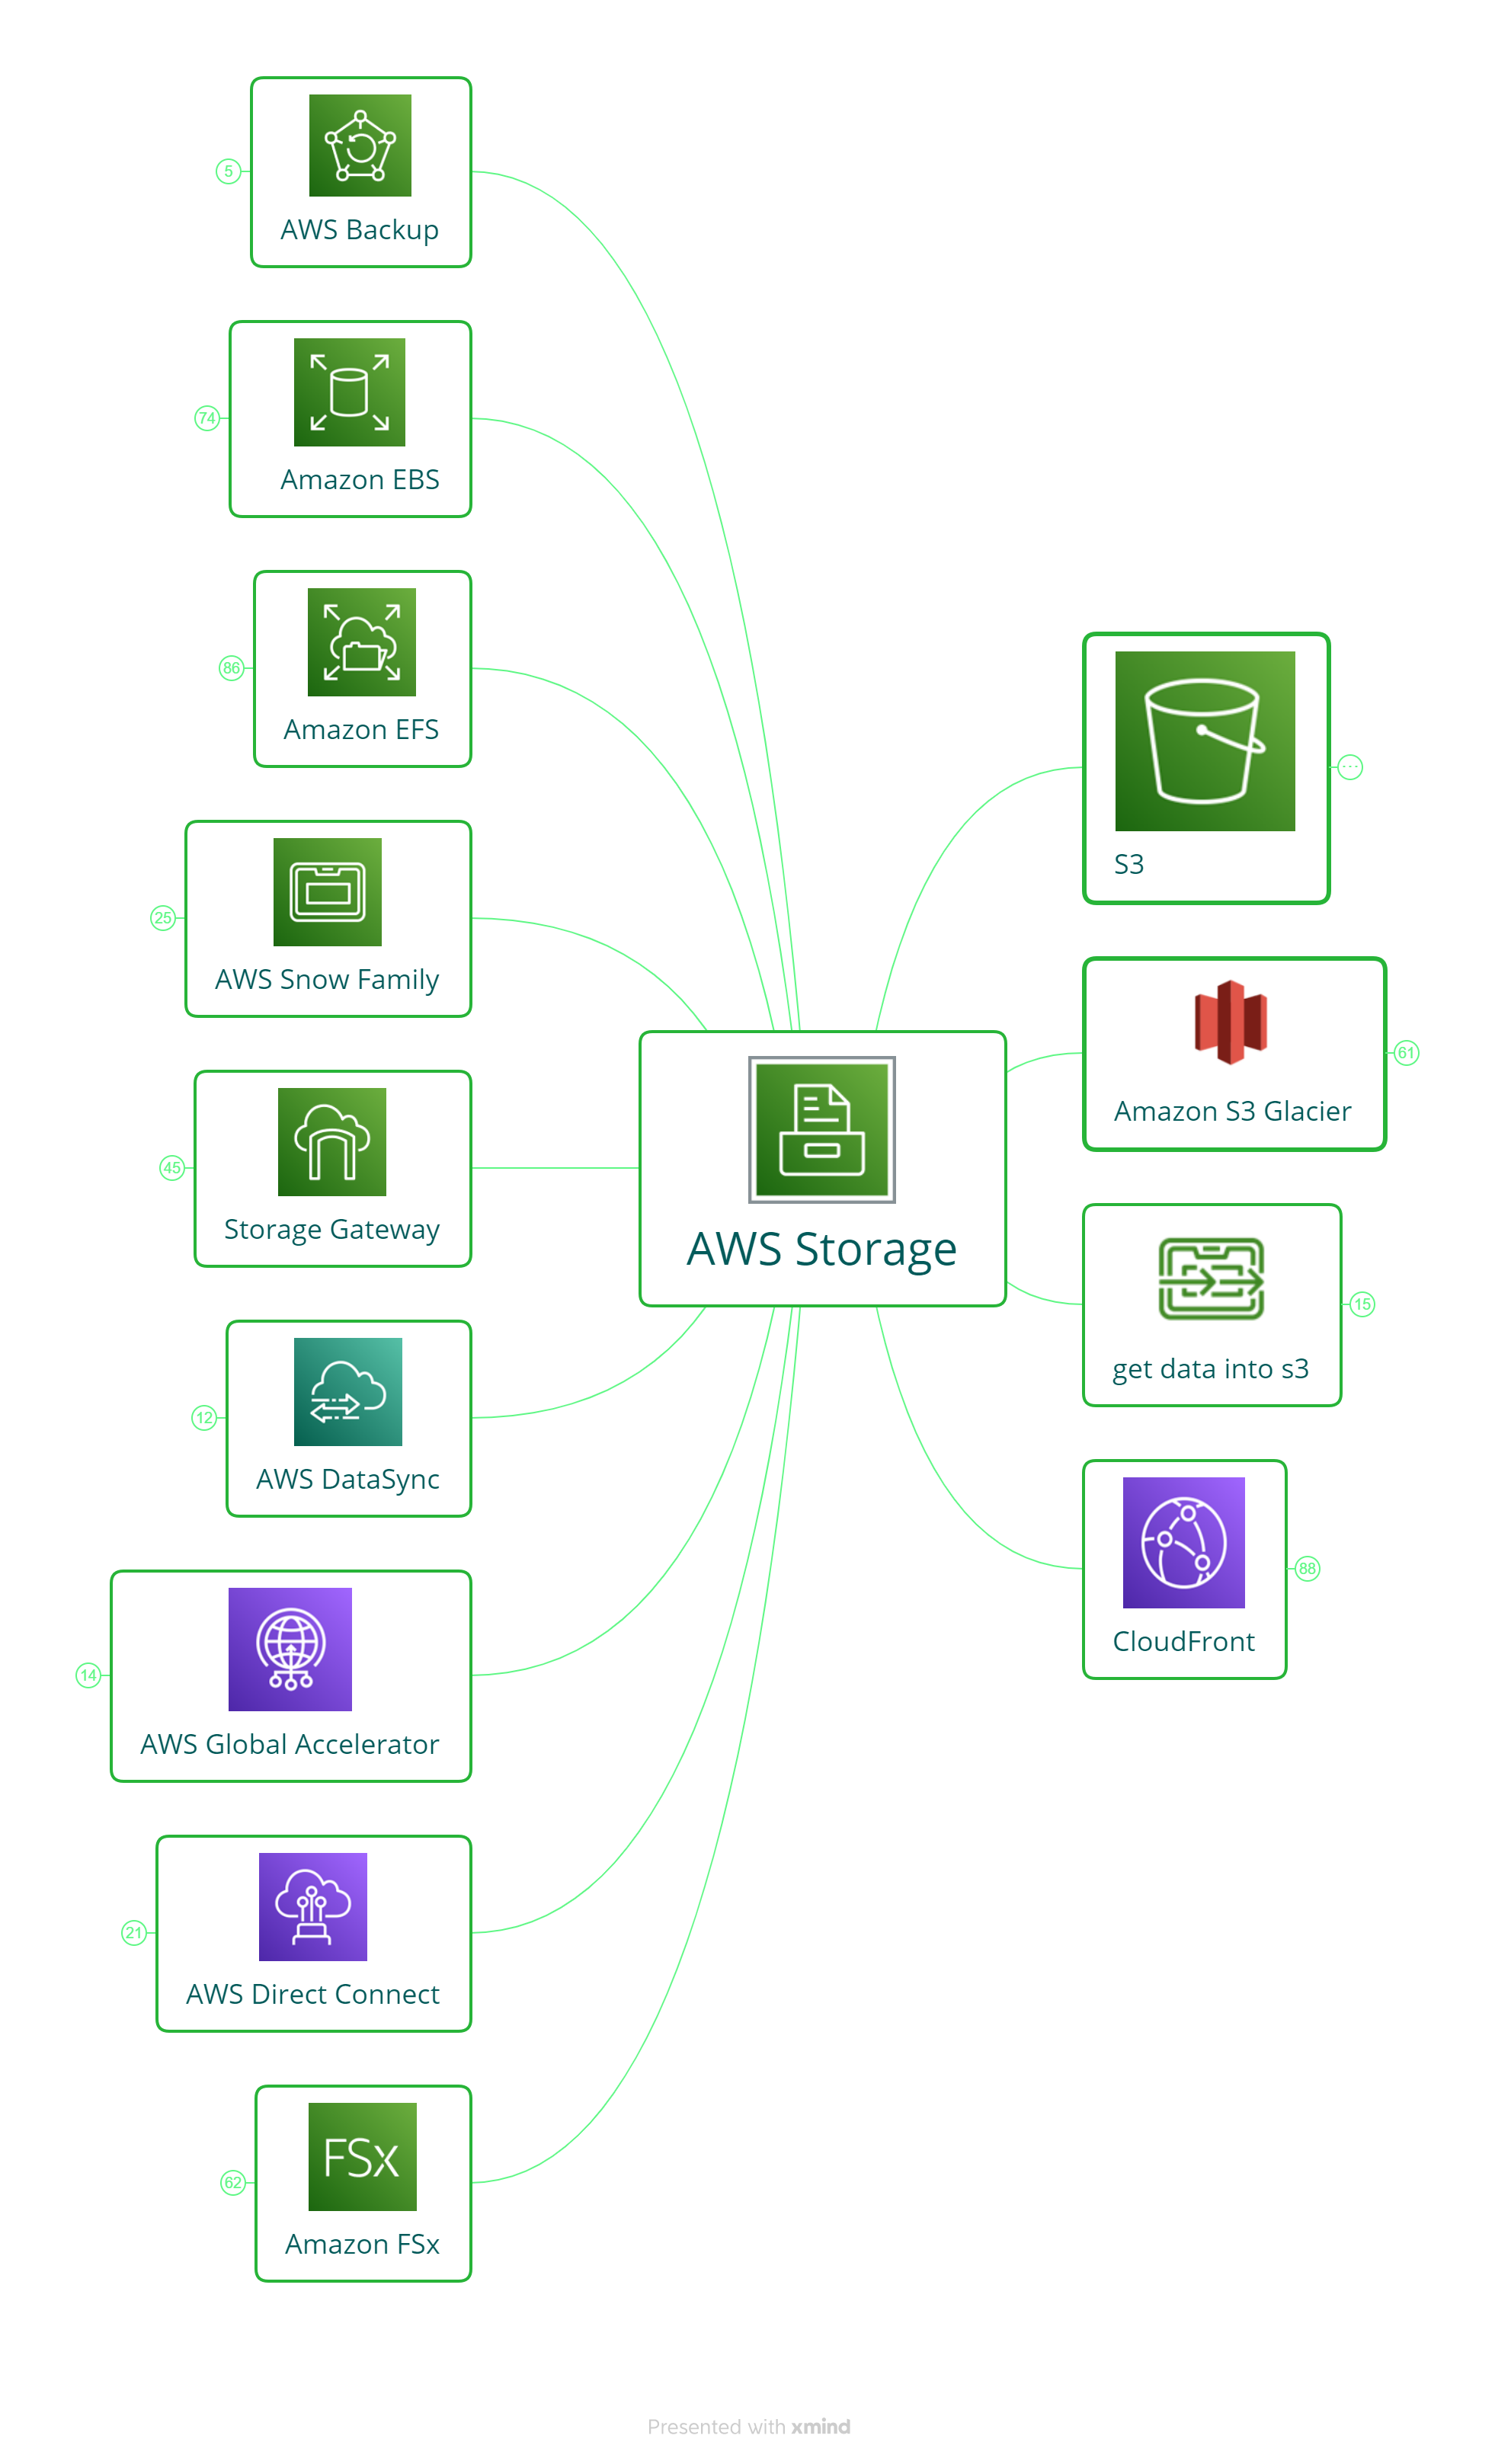 5
AWS Backup
74
Amazon EBS
86
Amazon EFS
25
AWS Snow Family
45
Storage Gateway
12
AWS DataSync
14
AWS Global Accelerator
21
AWS Direct Connect
FSx
62
Amazon FSx
AWS Storage
...
S3
61
Amazon S3 Glacier
15
get data into s3
88
CloudFront
Presented with xmind